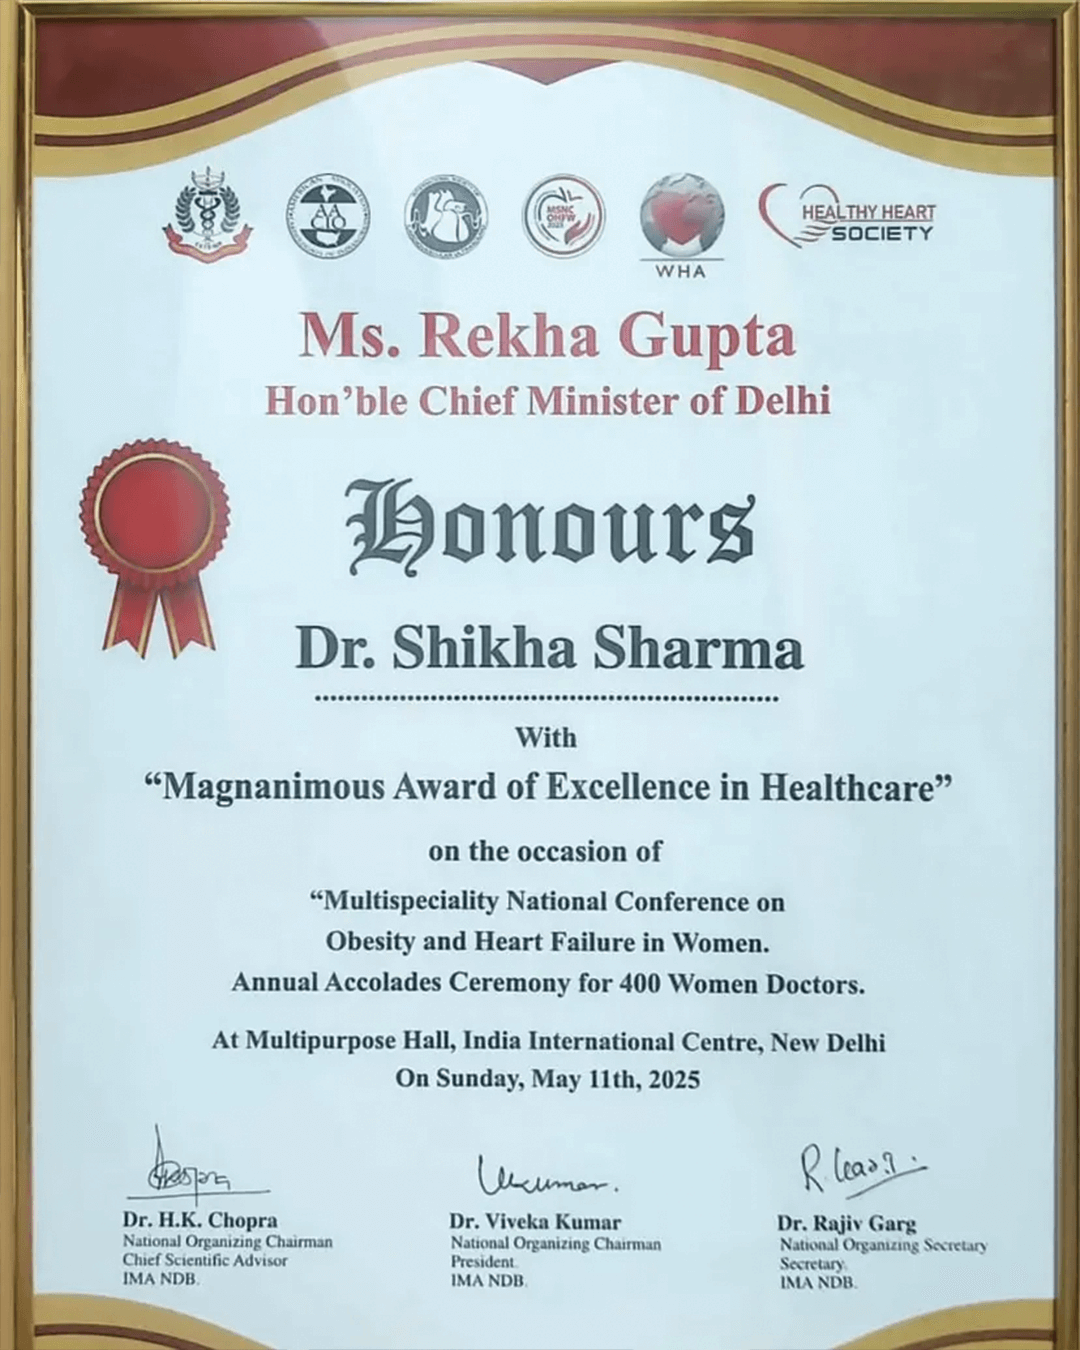 MSNC
OHFW
2025
WHA
HEALTHY HEART
SOCIETY
Ms. Rekha Gupta
Hon’ble Chief Minister of Delhi
Honours
Dr. Shikha Sharma
With
“Magnanimous Award of Excellence in Healthcare”
on the occasion of
“Multispeciality National Conference on
Obesity and Heart Failure in Women.
Annual Accolades Ceremony for 400 Women Doctors.
At Multipurpose Hall, India International Centre, New Delhi
On Sunday, May 11th, 2025
Dr. H.K. Chopra
National Organizing Chairman
Chief Scientific Advisor
IMA NDB.
Dr. Viveka Kumar
National Organizing Chairman
President.
IMA NDB.
Dr. Rajiv Garg
National Organizing Secretary
Secretary.
IMA NDB.